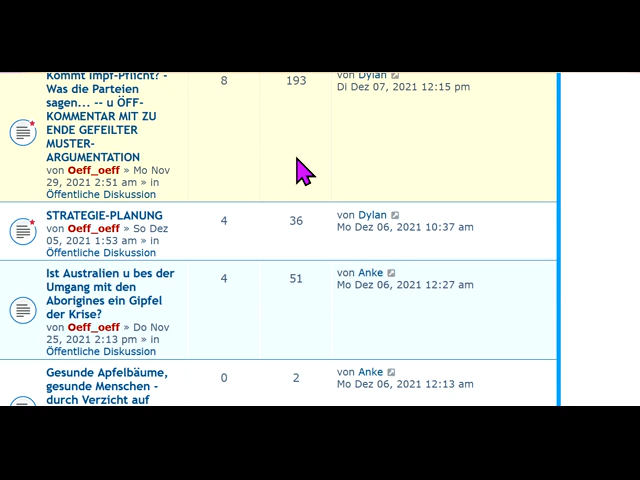 Kommt Impf-Pflicht? -
Was die Parteien
sagen... -- u ÖFF-
KOMMENTAR MIT ZU
ENDE GEFEILTER
MUSTER-
ARGUMENTATION
von Oeff_oeff » Mo Nov
29, 2021 2:51 am » in
Öffentliche Diskussion
8
193
von Dylan
Di Dez 07, 2021 12:15 pm
STRATEGIE-PLANUNG
von Oeff_oeff » So Dez
05, 2021 1:53 am » in
Öffentliche Diskussion
4
36
von Dylan
Mo Dez 06, 2021 10:37 am
Ist Australien u bes der
Umgang mit den
Aborigines ein Gipfel
der Krise?
von Oeff_oeff » Do Nov
25, 2021 2:13 pm » in
Öffentliche Diskussion
4
51
von Anke
Mo Dez 06, 2021 12:27 am
Gesunde Apfelbäume,
gesunde Menschen -
durch Verzicht auf
0
2
von Anke
Mo Dez 06, 2021 12:13 am